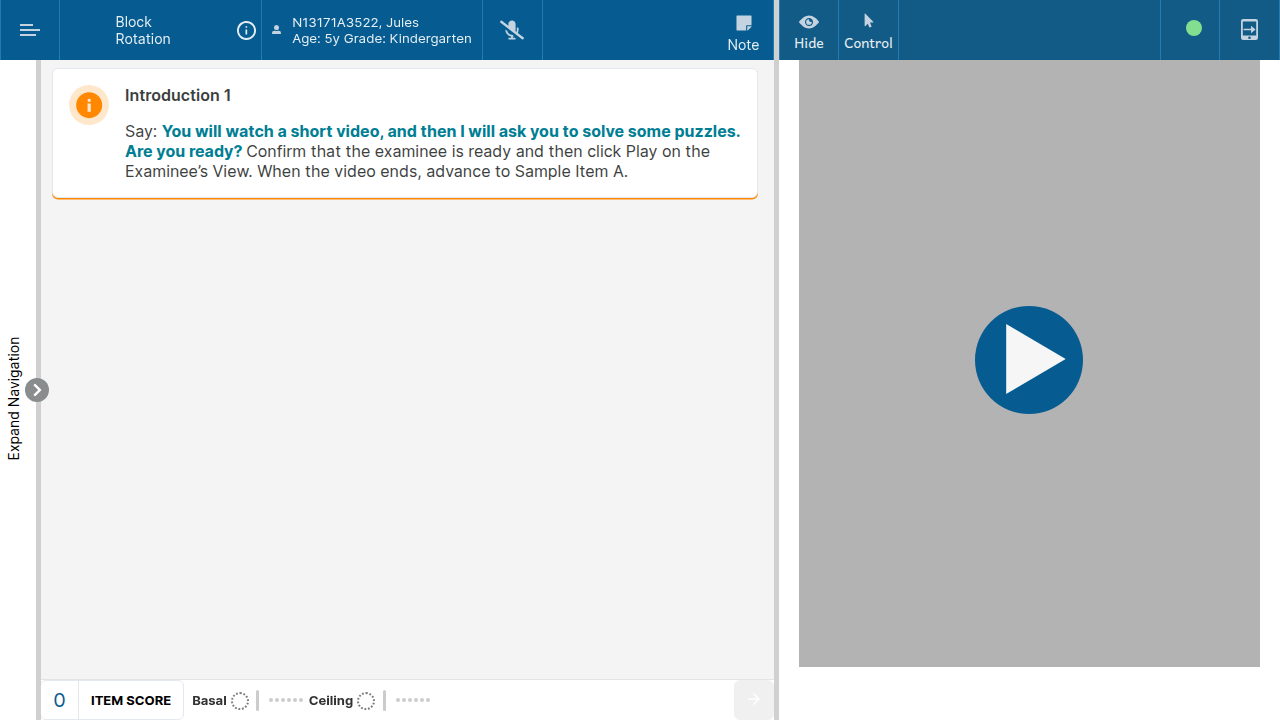 Block
Rotation
N13171A3522, Jules
Age: 5y Grade: Kindergarten
Note
Hide
Control
Introduction 1
Say: You will watch a short video, and then I will ask you to solve some puzzles.
Are you ready? Confirm that the examinee is ready and then click Play on the
Examinee’s View. When the video ends, advance to Sample Item A.
Expand Navigation
0
ITEM SCORE
Basal
Ceiling